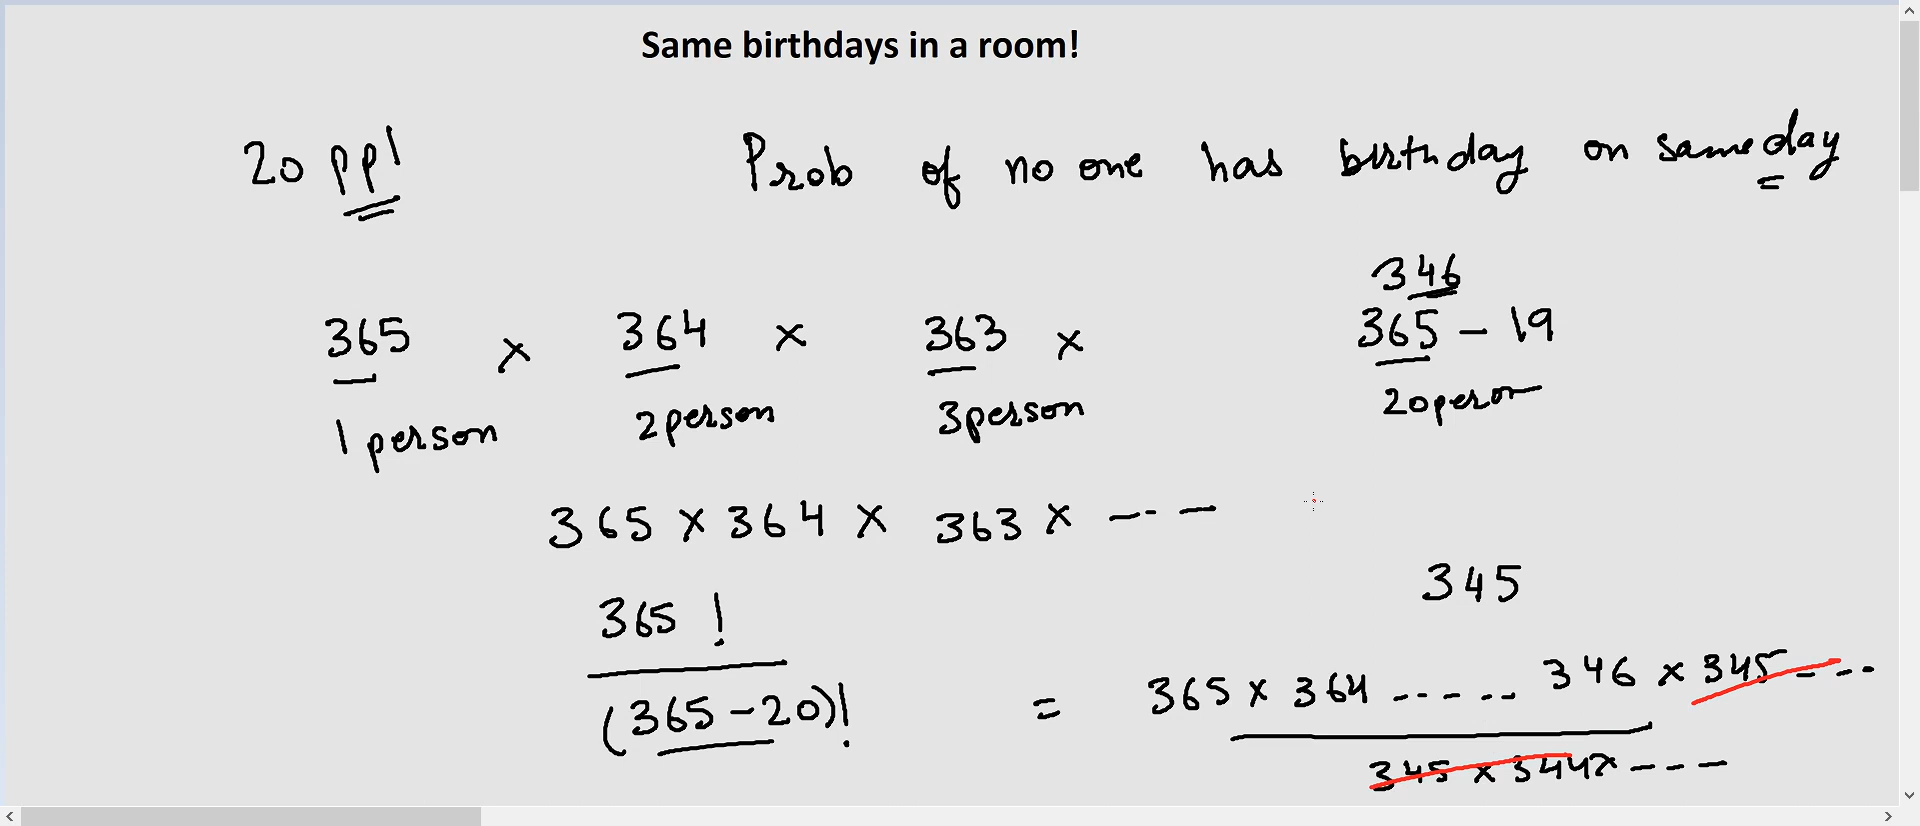 Same birthdays in a room!
20 ppl
Prob of no one has birthday on same day
346
365 × 364 × 363 × 365 - 19
1 person 2 person 3 person 20 person
365 × 364 × 363 × -- - —
345
365 !
(365 - 20)!
= 365 × 364 ----- 346 × 345 ----
345 × 344 × ---